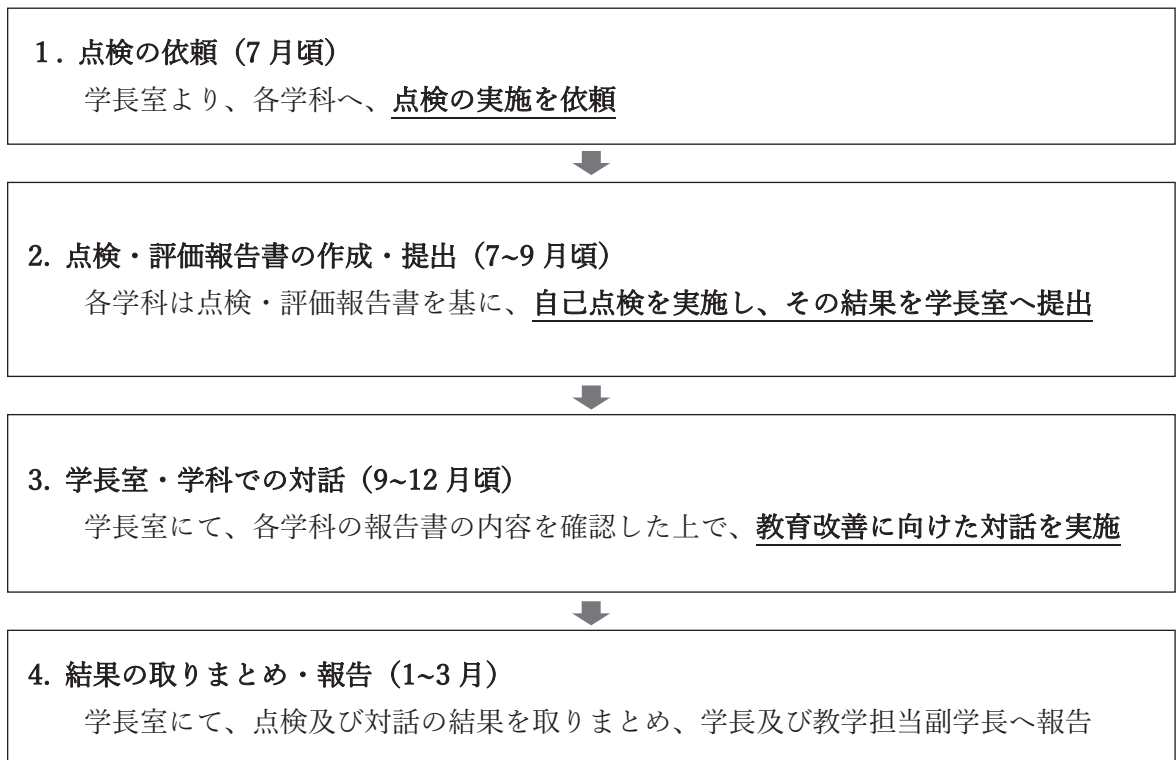 1. 点検の依頼（7 月頃）
学長室より、各学科へ、点検の実施を依頼
2. 点検・評価報告書の作成・提出（7~9 月頃）
各学科は点検・評価報告書を基に、自己点検を実施し、その結果を学長室へ提出
3. 学長室・学科での対話（9~12 月頃）
学長室にて、各学科の報告書の内容を確認した上で、教育改善に向けた対話を実施
4. 結果の取りまとめ・報告（1~3 月）
学長室にて、点検及び対話の結果を取りまとめ、学長及び教学担当副学長へ報告